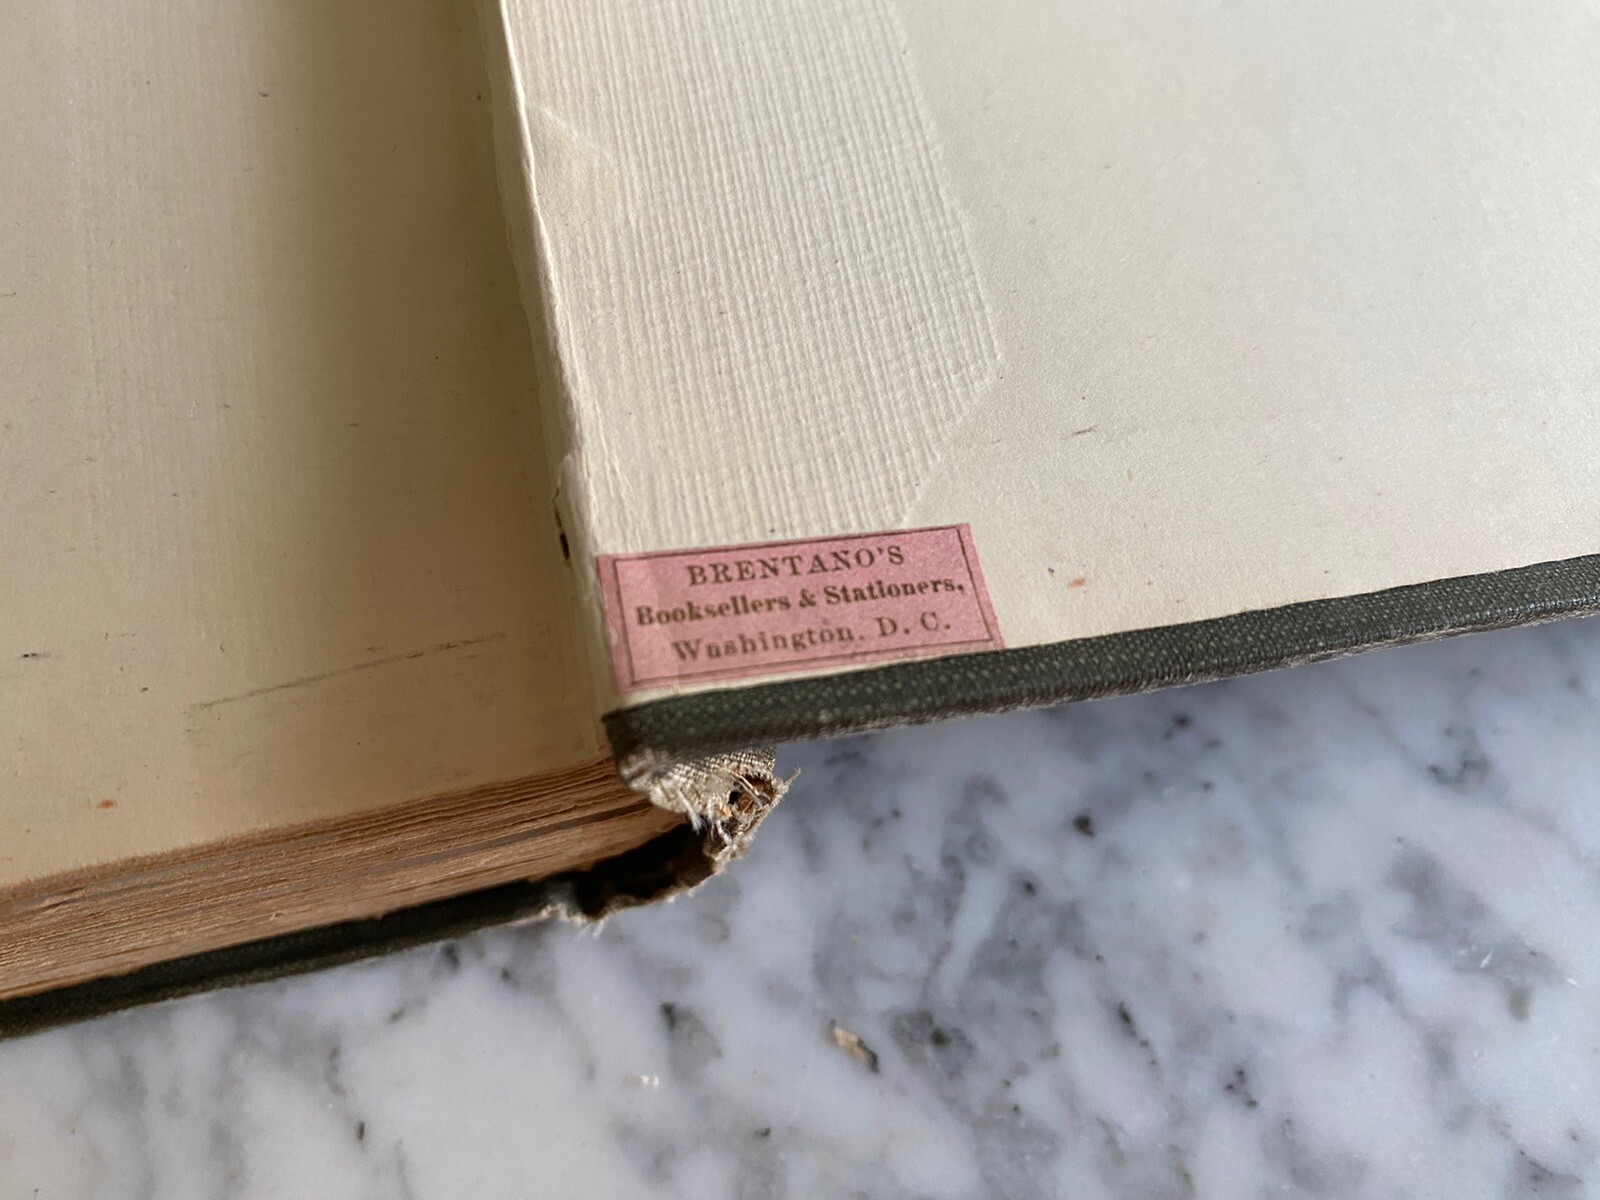 BRENTANO'S
Booksellers & Stationers,
Washington, D. C.